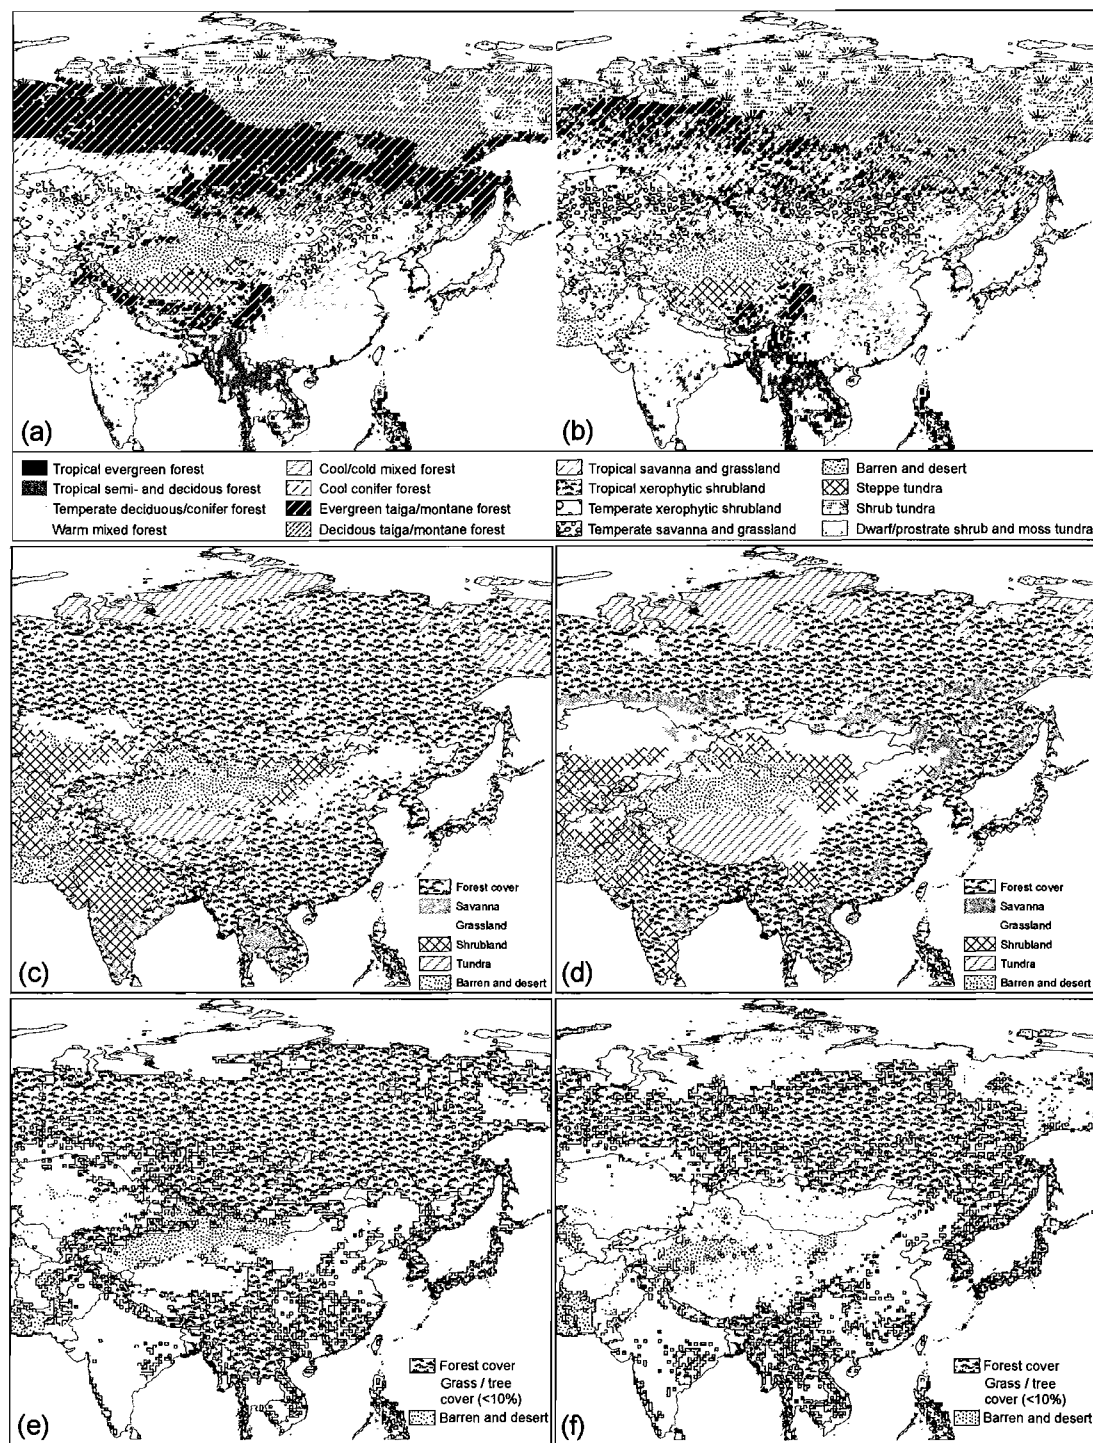 (a)
(b)
Tropical evergreen forest
Tropical semi- and decidous forest
Temperate deciduous/conifer forest
Warm mixed forest
Cool/cold mixed forest
Cool conifer forest
Evergreen taiga/montane forest
Decidous taiga/montane forest
Tropical savanna and grassland
Tropical xerophytic shrubland
Temperate xerophytic shrubland
Temperate savanna and grassland
Barren and desert
Steppe tundra
Shrub tundra
Dwarf/prostrate shrub and moss tundra
(c)
Forest cover
Savanna
Grassland
Shrubland
Tundra
Barren and desert
(d)
Forest cover
Savanna
Grassland
Shrubland
Tundra
Barren and desert
(e)
Forest cover
Grass / tree
cover (<10%)
Barren and desert
(f)
Forest cover
Grass / tree
cover (<10%)
Barren and desert